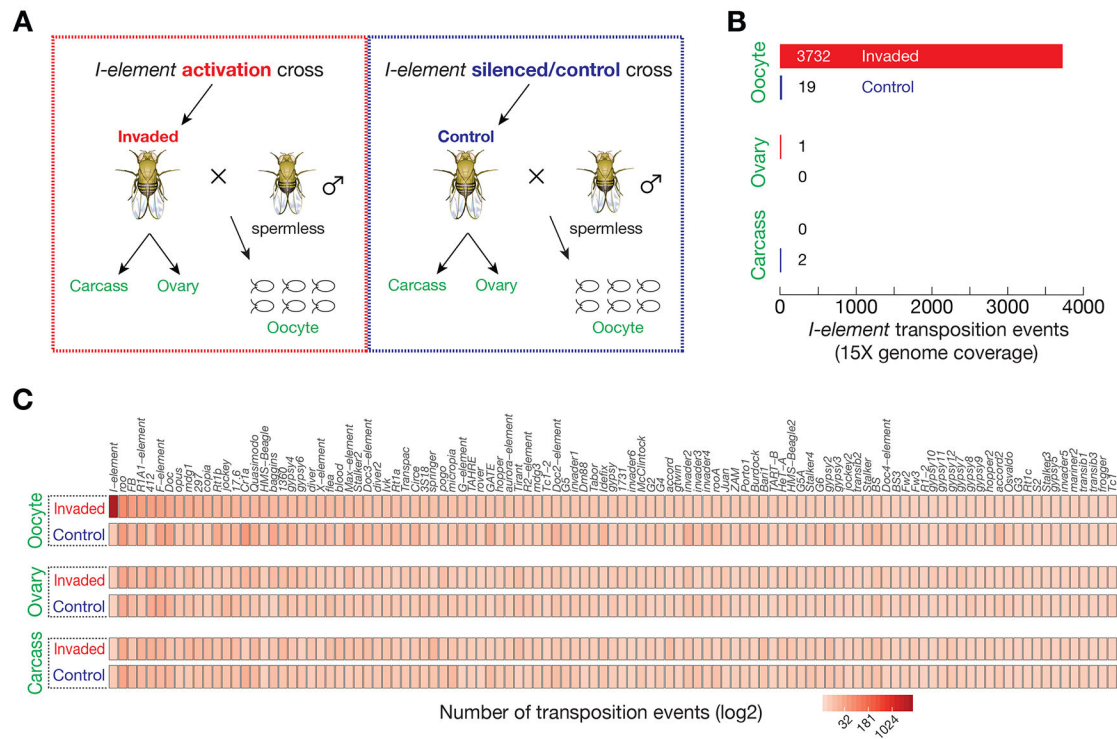 A
I-element activation cross
Invaded
×
♂
spermless
Carcass
Ovary
Oocyte
I-element silenced/control cross
Control
×
♂
spermless
Carcass
Ovary
Oocyte
B
Oocyte
3732 Invaded
19 Control
Ovary
1
0
Carcass
0
2
0 1000 2000 3000 4000
I-element transposition events
(15X genome coverage)
C
I-element
roo
FB
R1A1-element
412
F-element
Doc
opus
mdg1
297
copia
Rt1b
jockey
17.6
Cr1a
Quasimodo
HMS-Beagle
baggins
1360
gypsy4
gypsy6
diver
X-element
flea
blood
Max-element
Stalker2
Doc3-element
diver2
Ivk
R1a
Transpac
Circe
3S18
springer
pogo
micropia
G-element
TAHRE
rover
GATE
hopper
aurora-element
Tirant
R2-element
mdg3
Tc1-2
Doc2-element
G5
invader1
Dm88
Tabor
Idefix
gypsy
1731
invader6
McClintock
G2
G4
accord
gtwin
invader2
invader3
invader4
nooA
Juan
ZAM
Porto1
Burdock
Bari1
TART-B
He T-A
HMS-Beagle2
G5A
Stalker4
G6
gypsy2
gypsy3
jockey2
transib2
Stalker
BS
Doc4-element
BS3
Fw2
Fw3
R1-2
gypsy10
gypsy11
gypsy12
gypsy7
gypsy8
gypsy9
hopper2
accord2
Osvaldo
G3
R1c
S2
Stalker3
gypsy5
invader5
mariner2
transib1
transib3
frogger
Tc1
Oocyte
Invaded
Control
Ovary
Invaded
Control
Carcass
Invaded
Control
Number of transposition events (log2)
32 181 1024